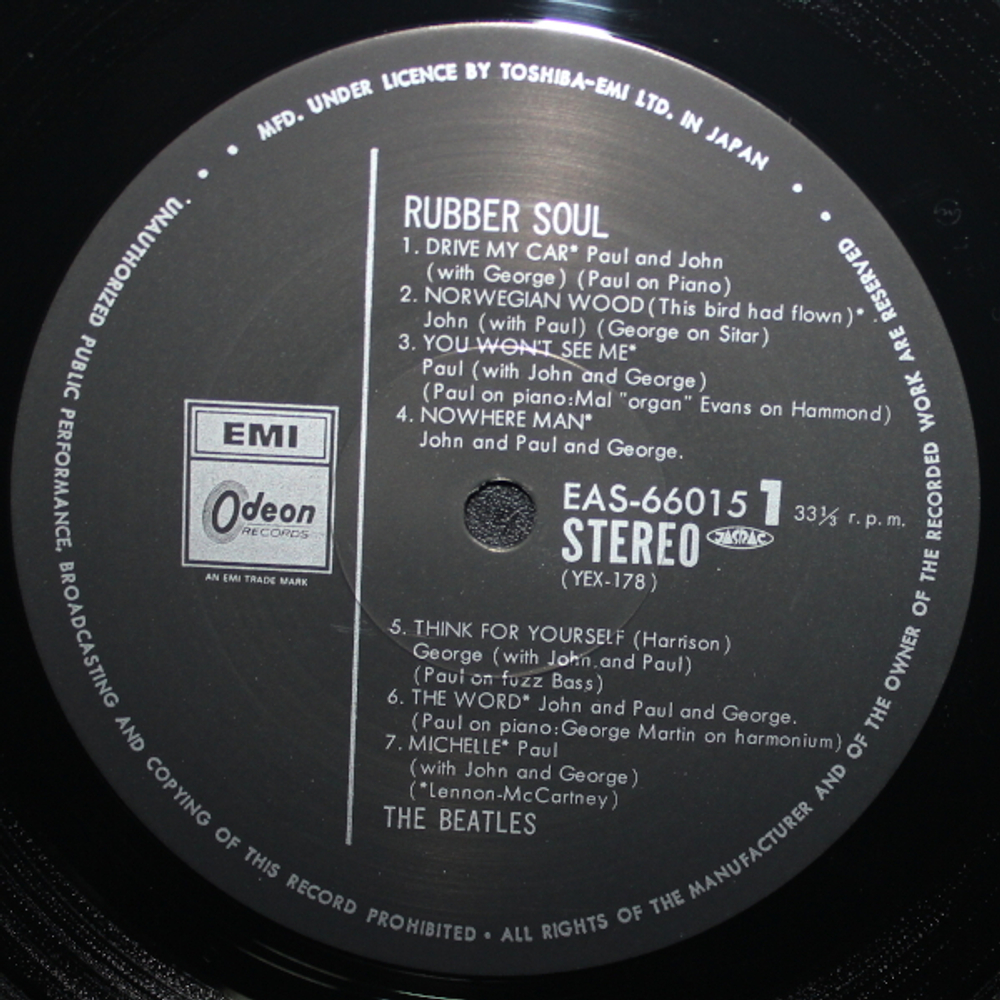 MFD. UNDER LICENCE BY TOSHIBA-EMI LTD. IN JAPAN
RUBBER SOUL
1. DRIVE MY CAR* Paul and John
(with George) (Paul on Piano)
2. NORWEGIAN WOOD (This bird had flown)*
John (with Paul) (George on Sitar)
3. YOU WON'T SEE ME*
Paul (with John and George)
(Paul on piano:Mal "organ" Evans on Hammond)
4. NOWHERE MAN*
John and Paul and George.
EMI
Odeon
RECORDS
AN EMI TRADE MARK
EAS-66015 1 33⅓ r.p.m.
STEREO JASRAC
(YEX-178)
5. THINK FOR YOURSELF (Harrison)
George (with John and Paul)
(Paul on fuzz Bass)
6. THE WORD* John and Paul and George.
(Paul on piano:George Martin on harmonium)
7. MICHELLE* Paul
(with John and George)
(*Lennon-McCartney)
THE BEATLES
UNAUTHORIZED PUBLIC PERFORMANCE, BROADCASTING AND COPYING OF THIS RECORD PROHIBITED • ALL RIGHTS OF THE MANUFACTURER AND OF THE OWNER OF THE RECORDED WORK ARE RESERVED